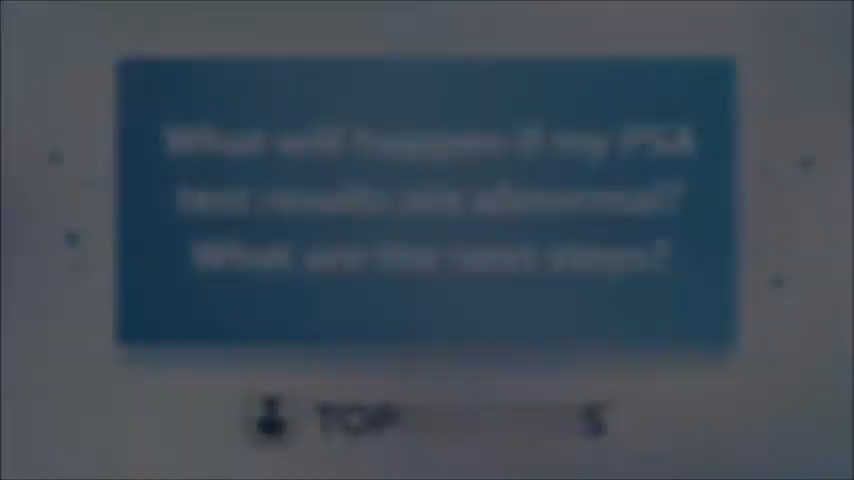 What will happen if my PSA
test results are abnormal?
What are the next steps?
TOP